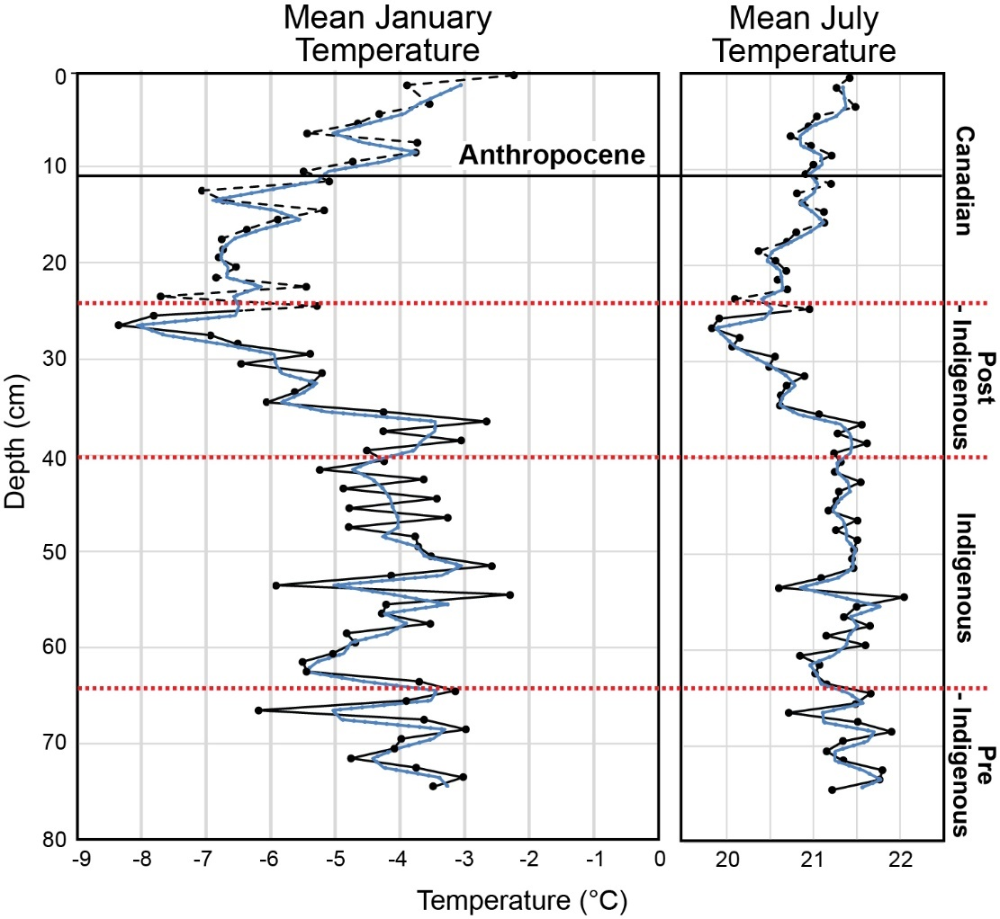 Mean January
Temperature
Mean July
Temperature
0
10
20
30
40
50
60
70
80
Depth (cm)
Anthropocene
-9
-8
-7
-6
-5
-4
-3
-2
-1
0
20
21
22
Temperature (°C)
Canadian
Post
- Indigenous
Indigenous
Pre
- Indigenous